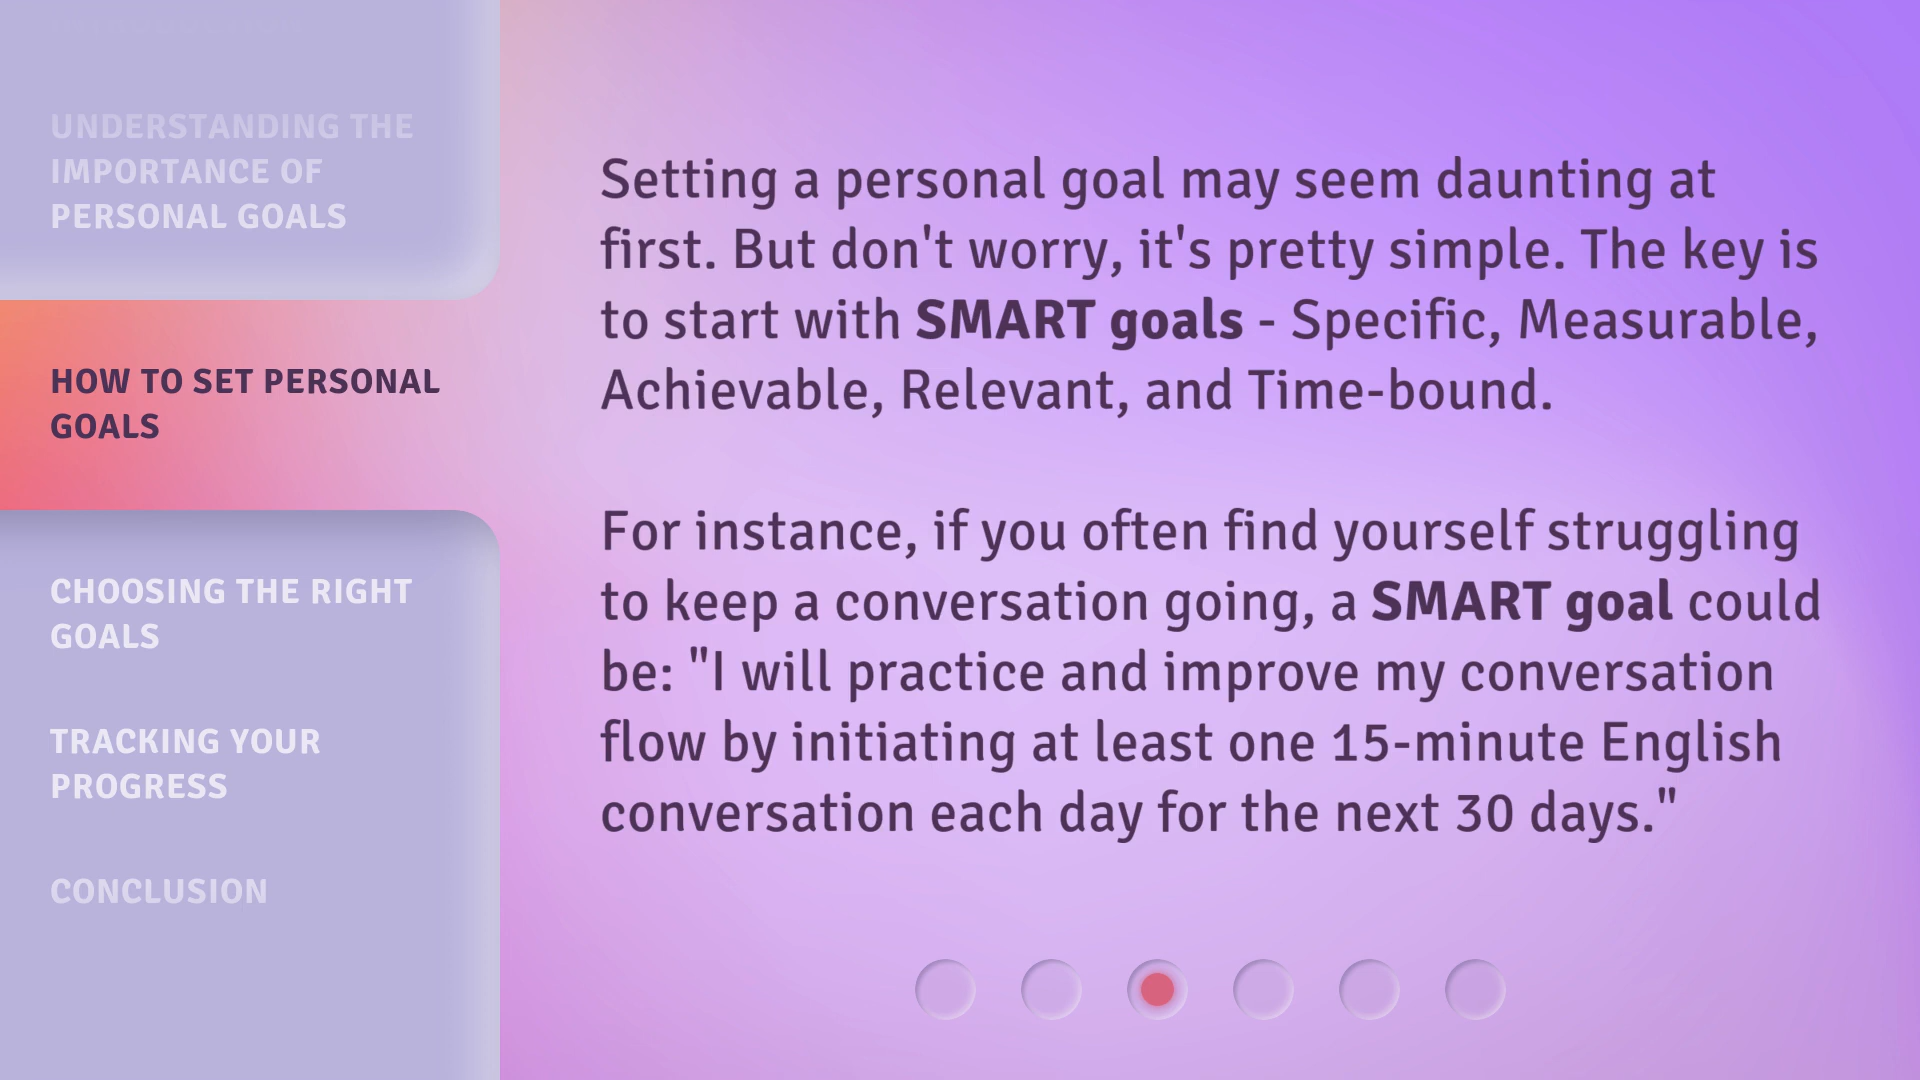 UNDERSTANDING THE
IMPORTANCE OF
PERSONAL GOALS
HOW TO SET PERSONAL
GOALS
CHOOSING THE RIGHT
GOALS
TRACKING YOUR
PROGRESS
CONCLUSION
Setting a personal goal may seem daunting at
first. But don't worry, it's pretty simple. The key is
to start with SMART goals - Specific, Measurable,
Achievable, Relevant, and Time-bound.
For instance, if you often find yourself struggling
to keep a conversation going, a SMART goal could
be: "I will practice and improve my conversation
flow by initiating at least one 15-minute English
conversation each day for the next 30 days."